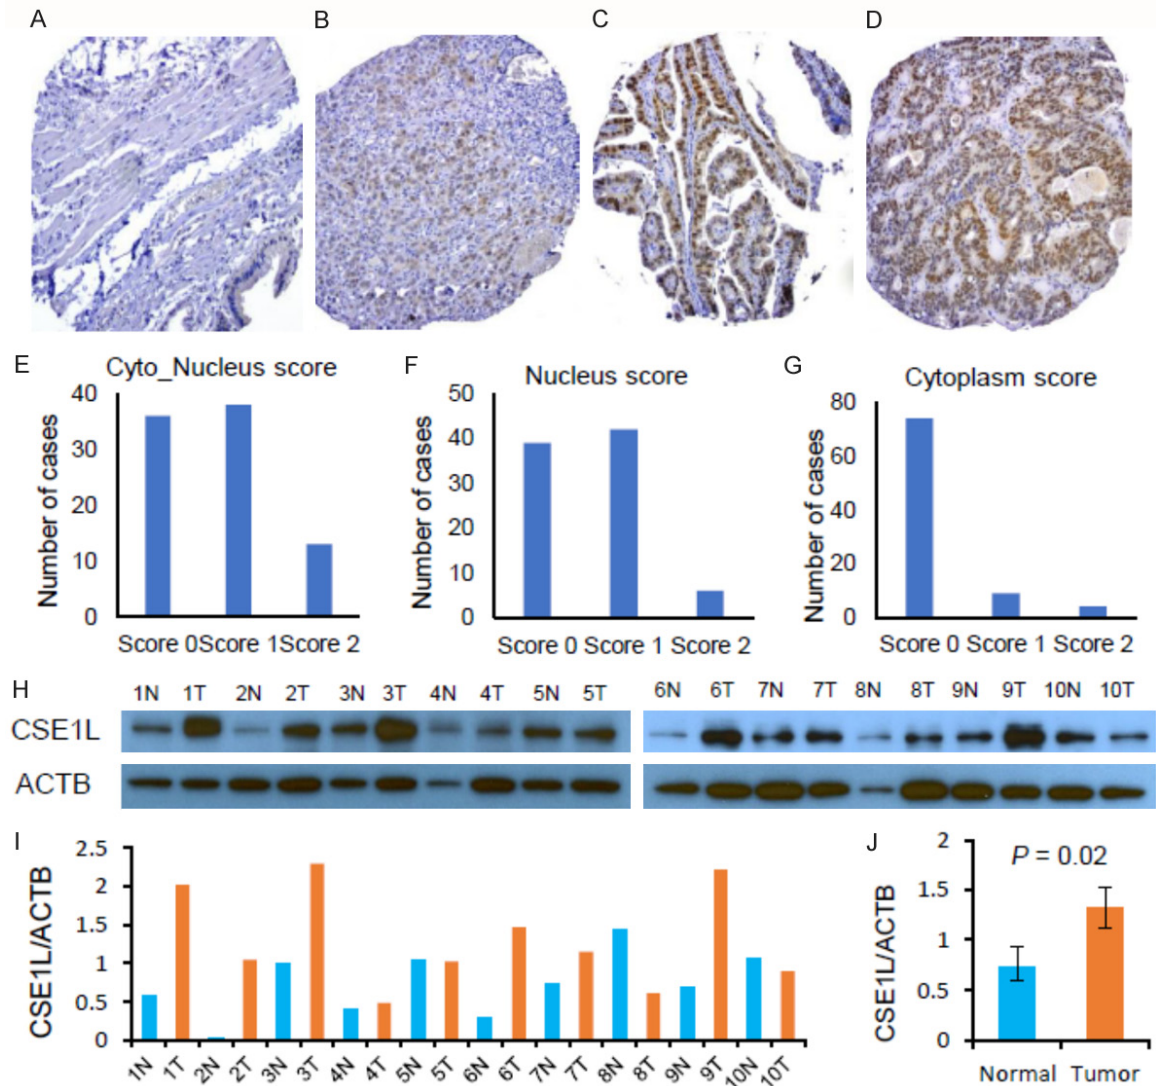 A B C D
E Cyto_Nucleus score
Number of cases
40
30
20
10
0
Score 0 Score 1 Score 2
F Nucleus score
Number of cases
50
40
30
20
10
0
Score 0 Score 1 Score 2
G Cytoplasm score
Number of cases
80
60
40
20
0
Score 0 Score 1 Score 2
H 1N 1T 2N 2T 3N 3T 4N 4T 5N 5T 6N 6T 7N 7T 8N 8T 9N 9T 10N 10T
CSE1L
ACTB
I
CSE1L/ACTB
2.5
2
1.5
1
0.5
0
1N 1T 2N 2T 3N 3T 4N 4T 5N 5T 6N 6T 7N 7T 8N 8T 9N 9T 10N 10T
J
CSE1L/ACTB
P = 0.02
2
1.5
1
0.5
0
Normal Tumor